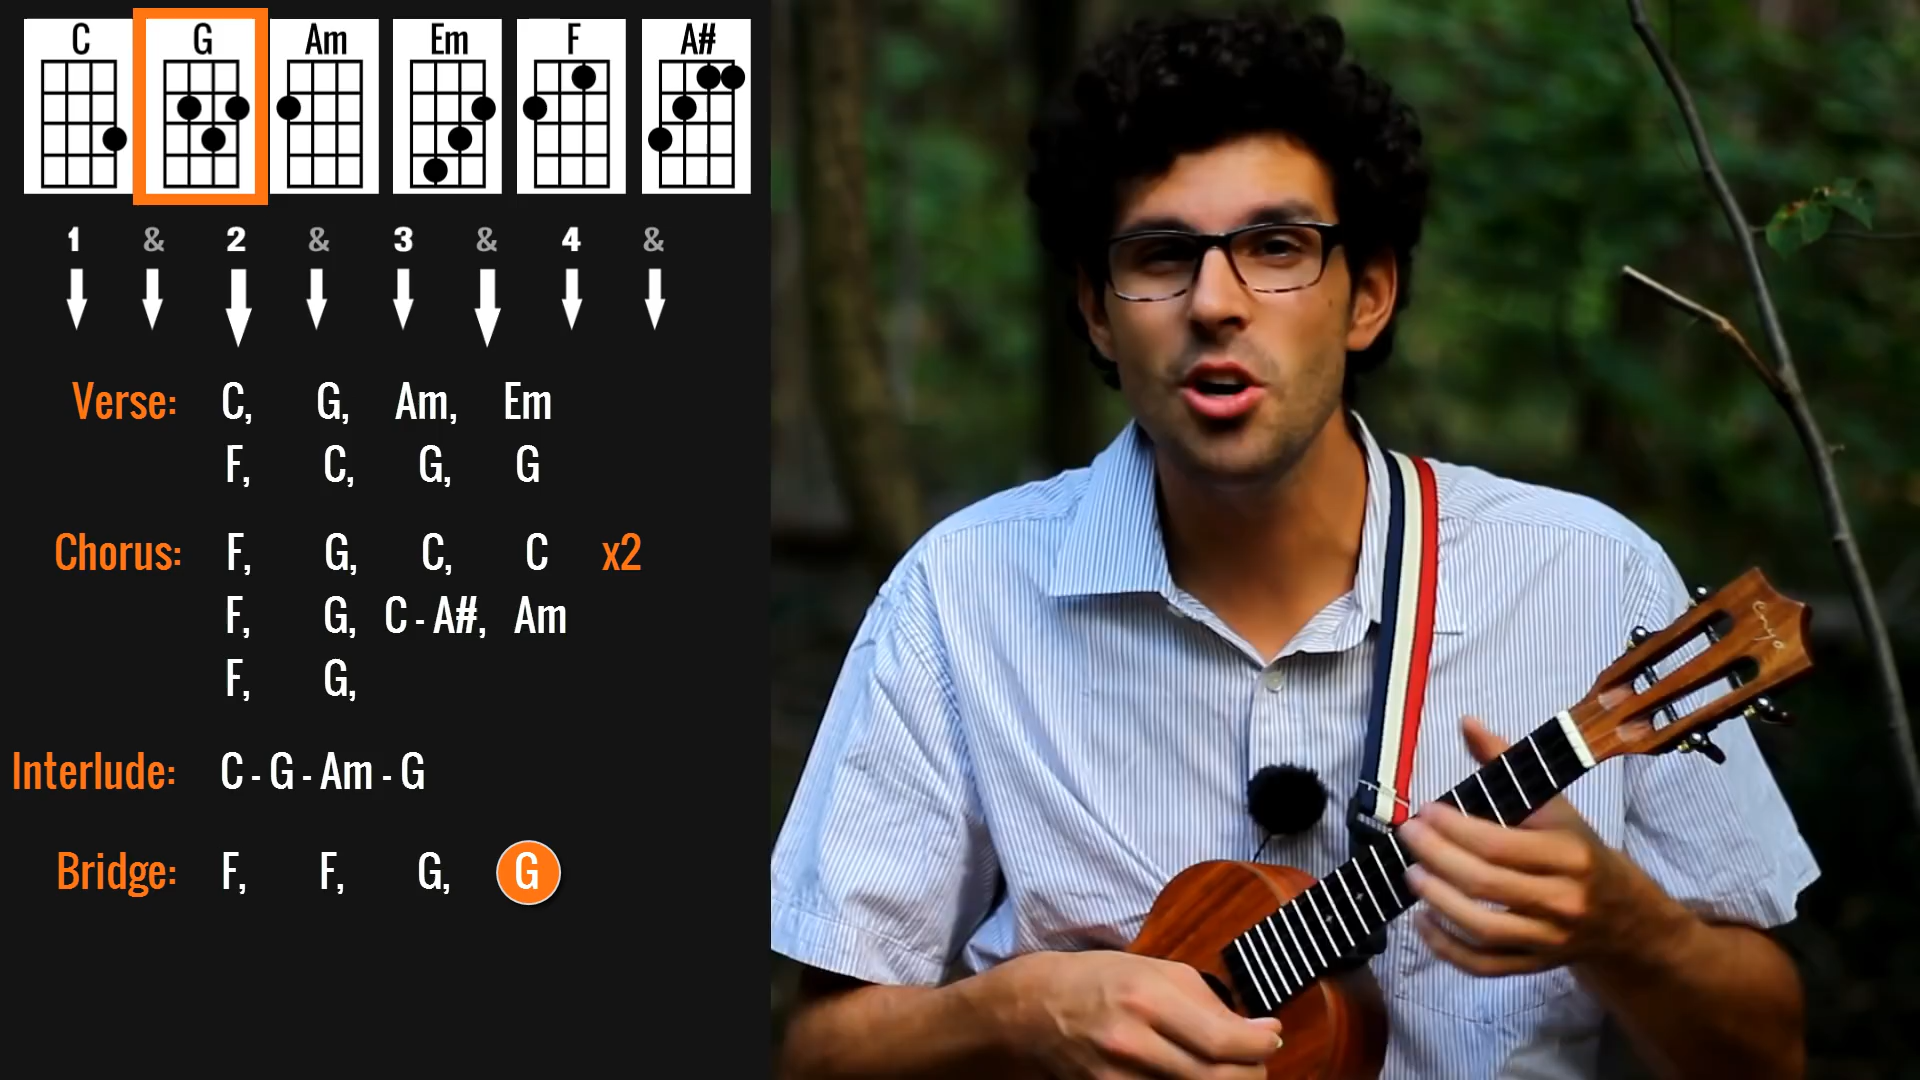 C G Am Em F A#
1 & 2 & 3 & 4 &
Verse: C, G, Am, Em
F, C, G, G
Chorus: F, G, C, C x2
F, G, C - A#, Am
F, G,
Interlude: C - G - Am - G
Bridge: F, F, G, G